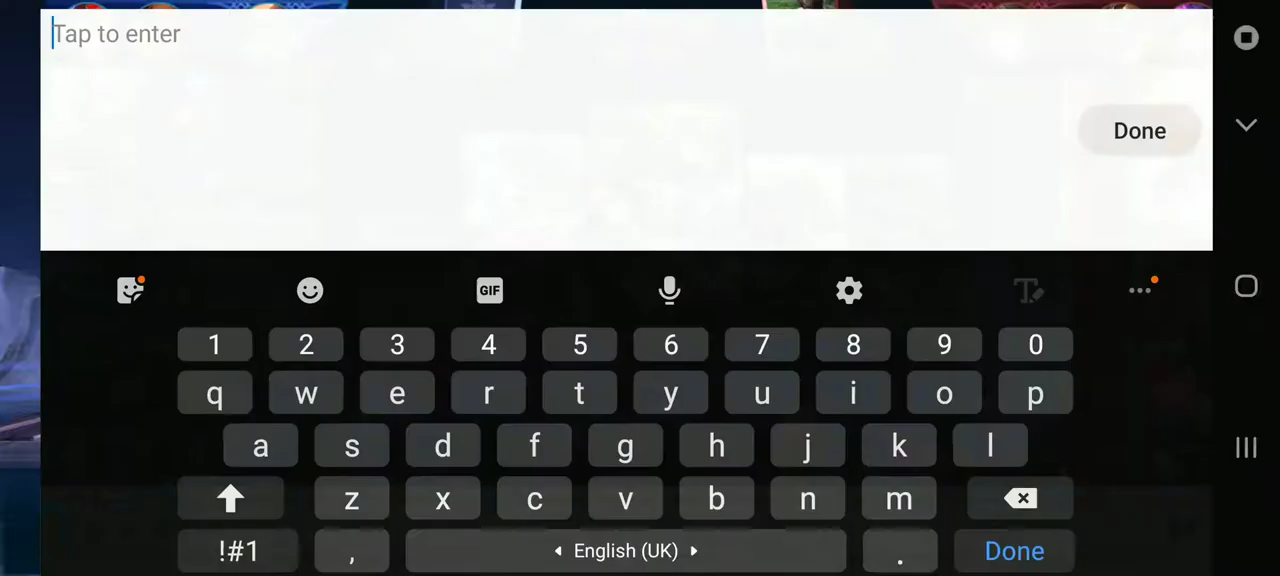 Tap to enter
Done
GIF
1 2 3 4 5 6 7 8 9 0
q w e r t y u i o p
a s d f g h j k l
z x c v b n m
!#1 , English (UK) . Done